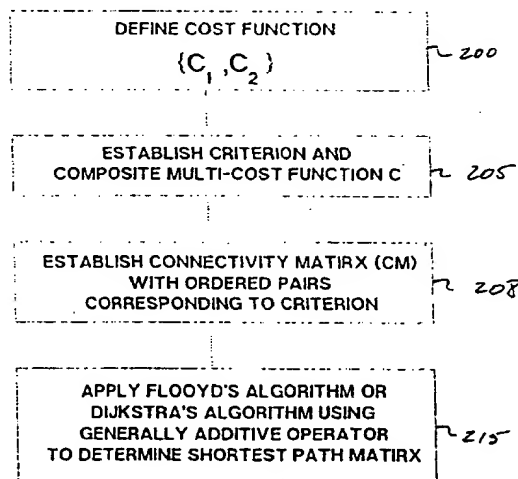 DEFINE COST FUNCTION
{C1 ,C2 }
200
ESTABLISH CRITERION AND
COMPOSITE MULTI-COST FUNCTION C
205
ESTABLISH CONNECTIVITY MATIRX (CM)
WITH ORDERED PAIRS
CORRESPONDING TO CRITERION
208
APPLY FLOOYD'S ALGORITHM OR
DIJKSTRA'S ALGORITHM USING
GENERALLY ADDITIVE OPERATOR
TO DETERMINE SHORTEST PATH MATIRX
215